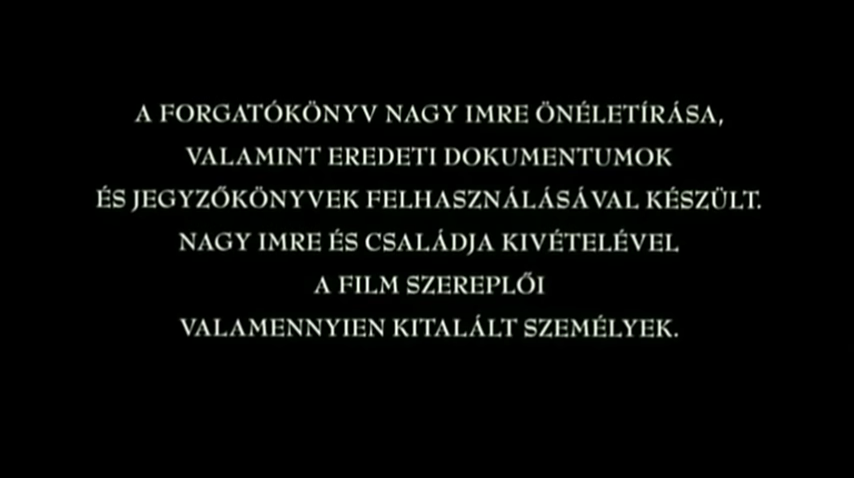 A FORGATÓKÖNYV NAGY IMRE ÖNÉLETÍRÁSA,
VALAMINT EREDETI DOKUMENTUMOK
ÉS JEGYZŐKÖNYVEK FELHASZNÁLÁSÁVAL KÉSZÜLT.
NAGY IMRE ÉS CSALÁDJA KIVÉTELÉVEL
A FILM SZEREPLŐI
VALAMENNYIEN KITALÁLT SZEMÉLYEK.